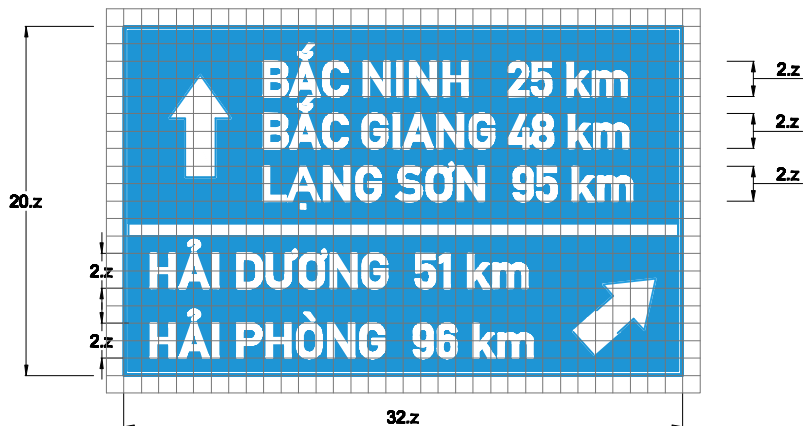 BẮC NINH 25 km 2.z
BẮC GIANG 48 km 2.z
LẠNG SƠN 95 km 2.z
20.z
HẢI DƯƠNG 51 km
2.z
HẢI PHÒNG 96 km
2.z
32.z